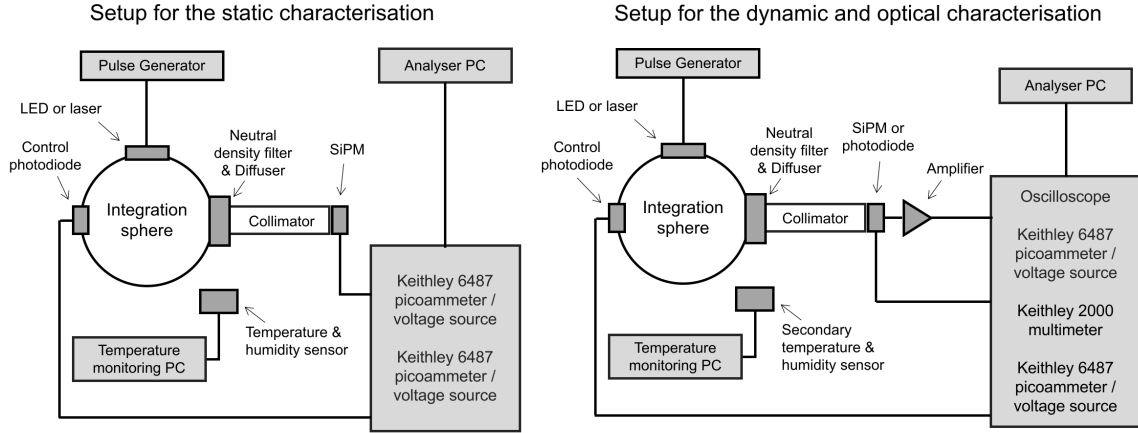 Setup for the static characterisation
Pulse Generator
Analyser PC
LED or laser
Control
photodiode
Neutral
density filter
& Diffuser
SiPM
Integration
sphere
Collimator
Keithley 6487
picoammeter /
voltage source
Keithley 6487
picoammeter /
voltage source
Temperature &
humidity sensor
Temperature
monitoring PC
Setup for the dynamic and optical characterisation
Pulse Generator
Analyser PC
LED or laser
Control
photodiode
Neutral
density filter
& Diffuser
SiPM or
photodiode
Amplifier
Integration
sphere
Collimator
Oscilloscope
Keithley 6487
picoammeter /
voltage source
Keithley 2000
multimeter
Keithley 6487
picoammeter /
voltage source
Secondary
temperature &
humidity sensor
Temperature
monitoring PC